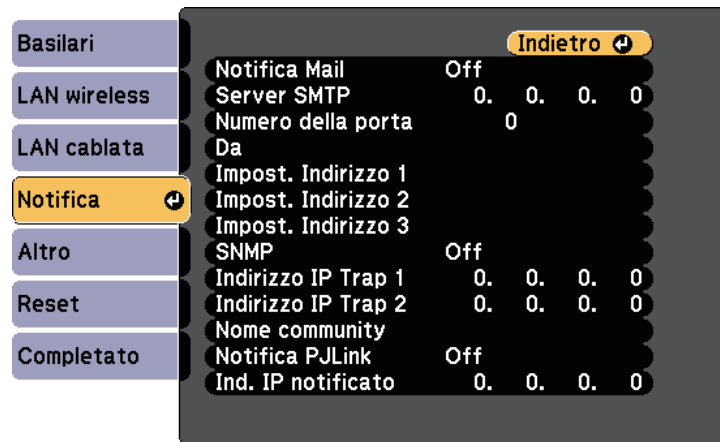 Basilari
LAN wireless
LAN cablata
Notifica
Altro
Reset
Completato
Indietro
Notifica Mail Off
Server SMTP 0. 0. 0. 0
Numero della porta 0
Da
Impost. Indirizzo 1
Impost. Indirizzo 2
Impost. Indirizzo 3
SNMP Off
Indirizzo IP Trap 1 0. 0. 0. 0
Indirizzo IP Trap 2 0. 0. 0. 0
Nome community
Notifica PJLink Off
Ind. IP notificato 0. 0. 0. 0